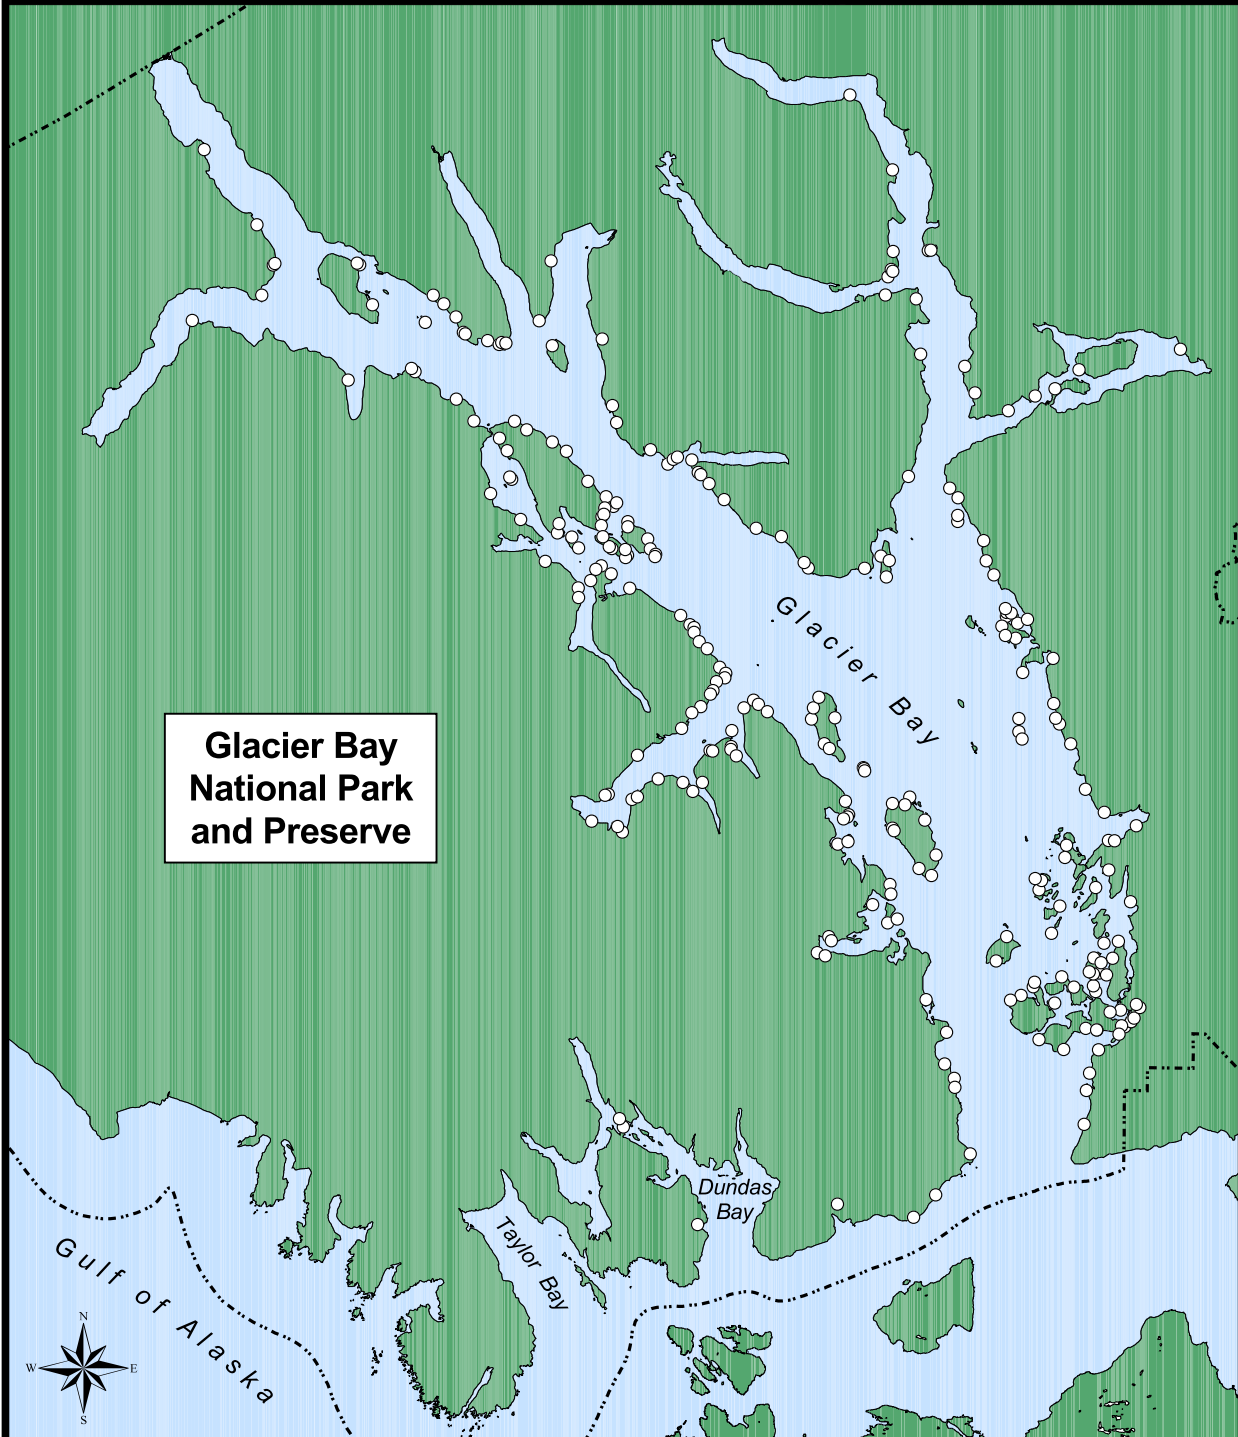 Glacier Bay
Glacier Bay
National Park
and Preserve
Dundas
Bay
Taylor Bay
Gulf of Alaska
N
W
E
S